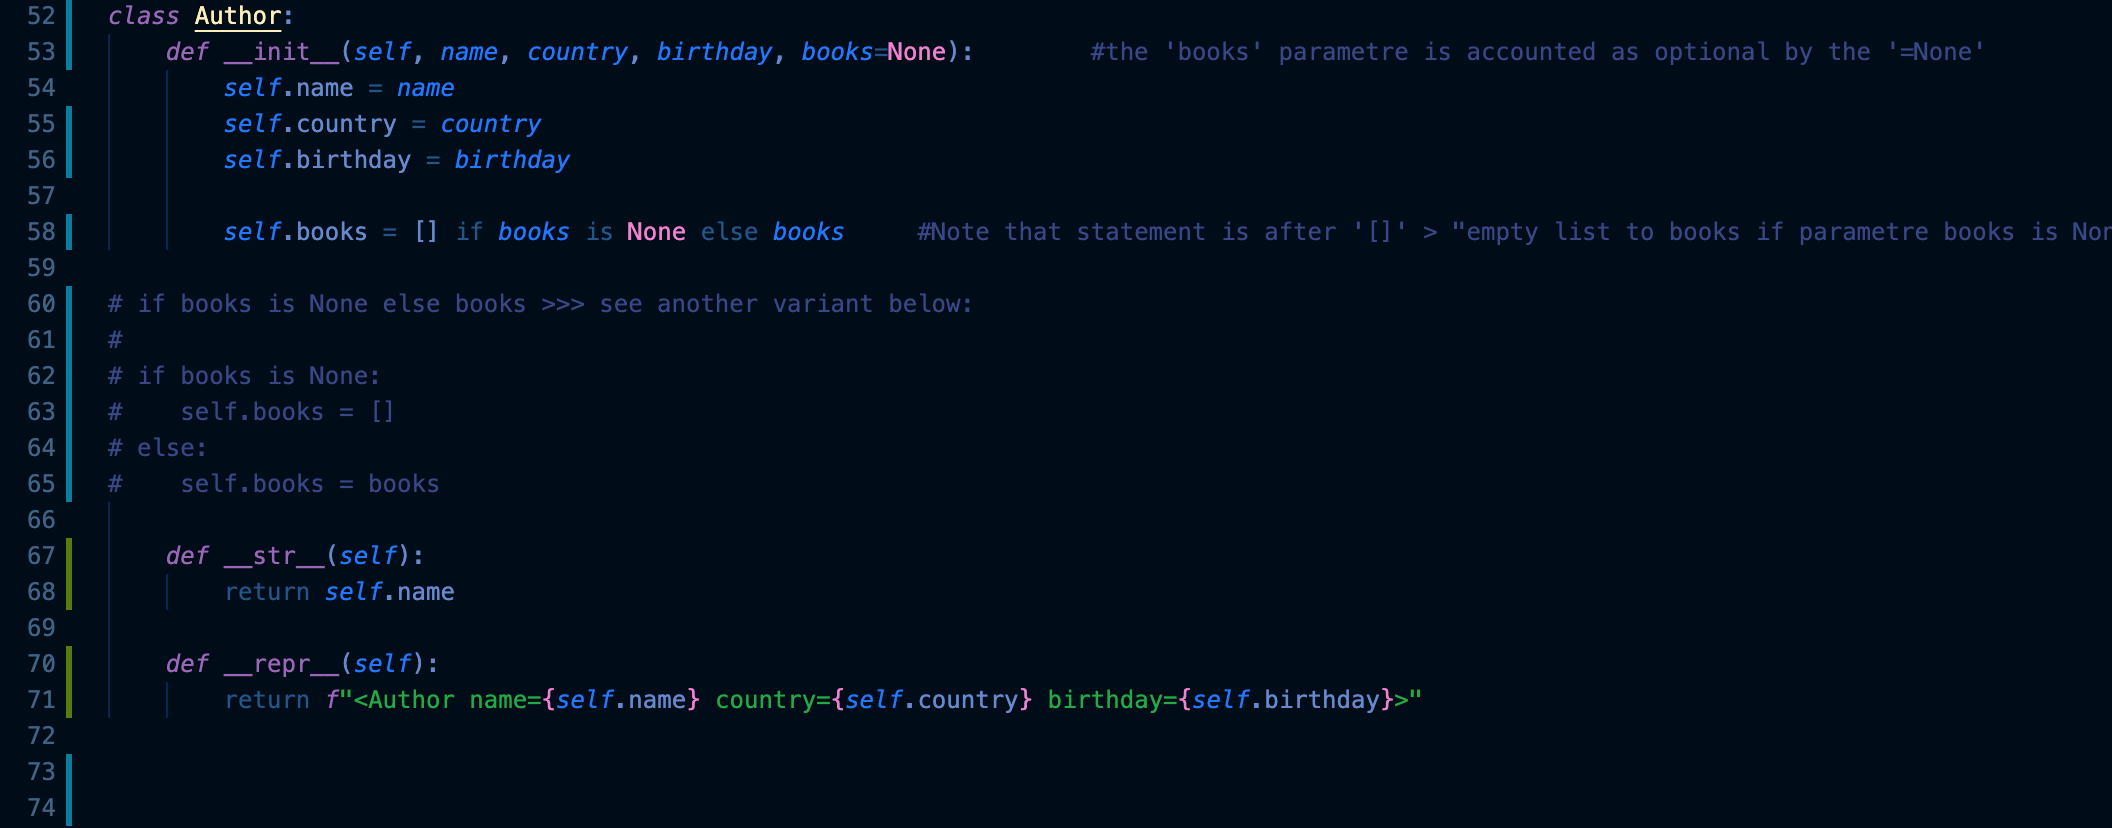 52 class Author:
53 def __init__(self, name, country, birthday, books=None): #the 'books' parametre is accounted as optional by the '=None'
54 self.name = name
55 self.country = country
56 self.birthday = birthday
57
58 self.books = [] if books is None else books #Note that statement is after '[]' > "empty list to books if parametre books is Non
59
60 # if books is None else books >>> see another variant below:
61 #
62 # if books is None:
63 # self.books = []
64 # else:
65 # self.books = books
66
67 def __str__(self):
68 return self.name
69
70 def __repr__(self):
71 return f"<Author name={self.name} country={self.country} birthday={self.birthday}>"
72
73
74